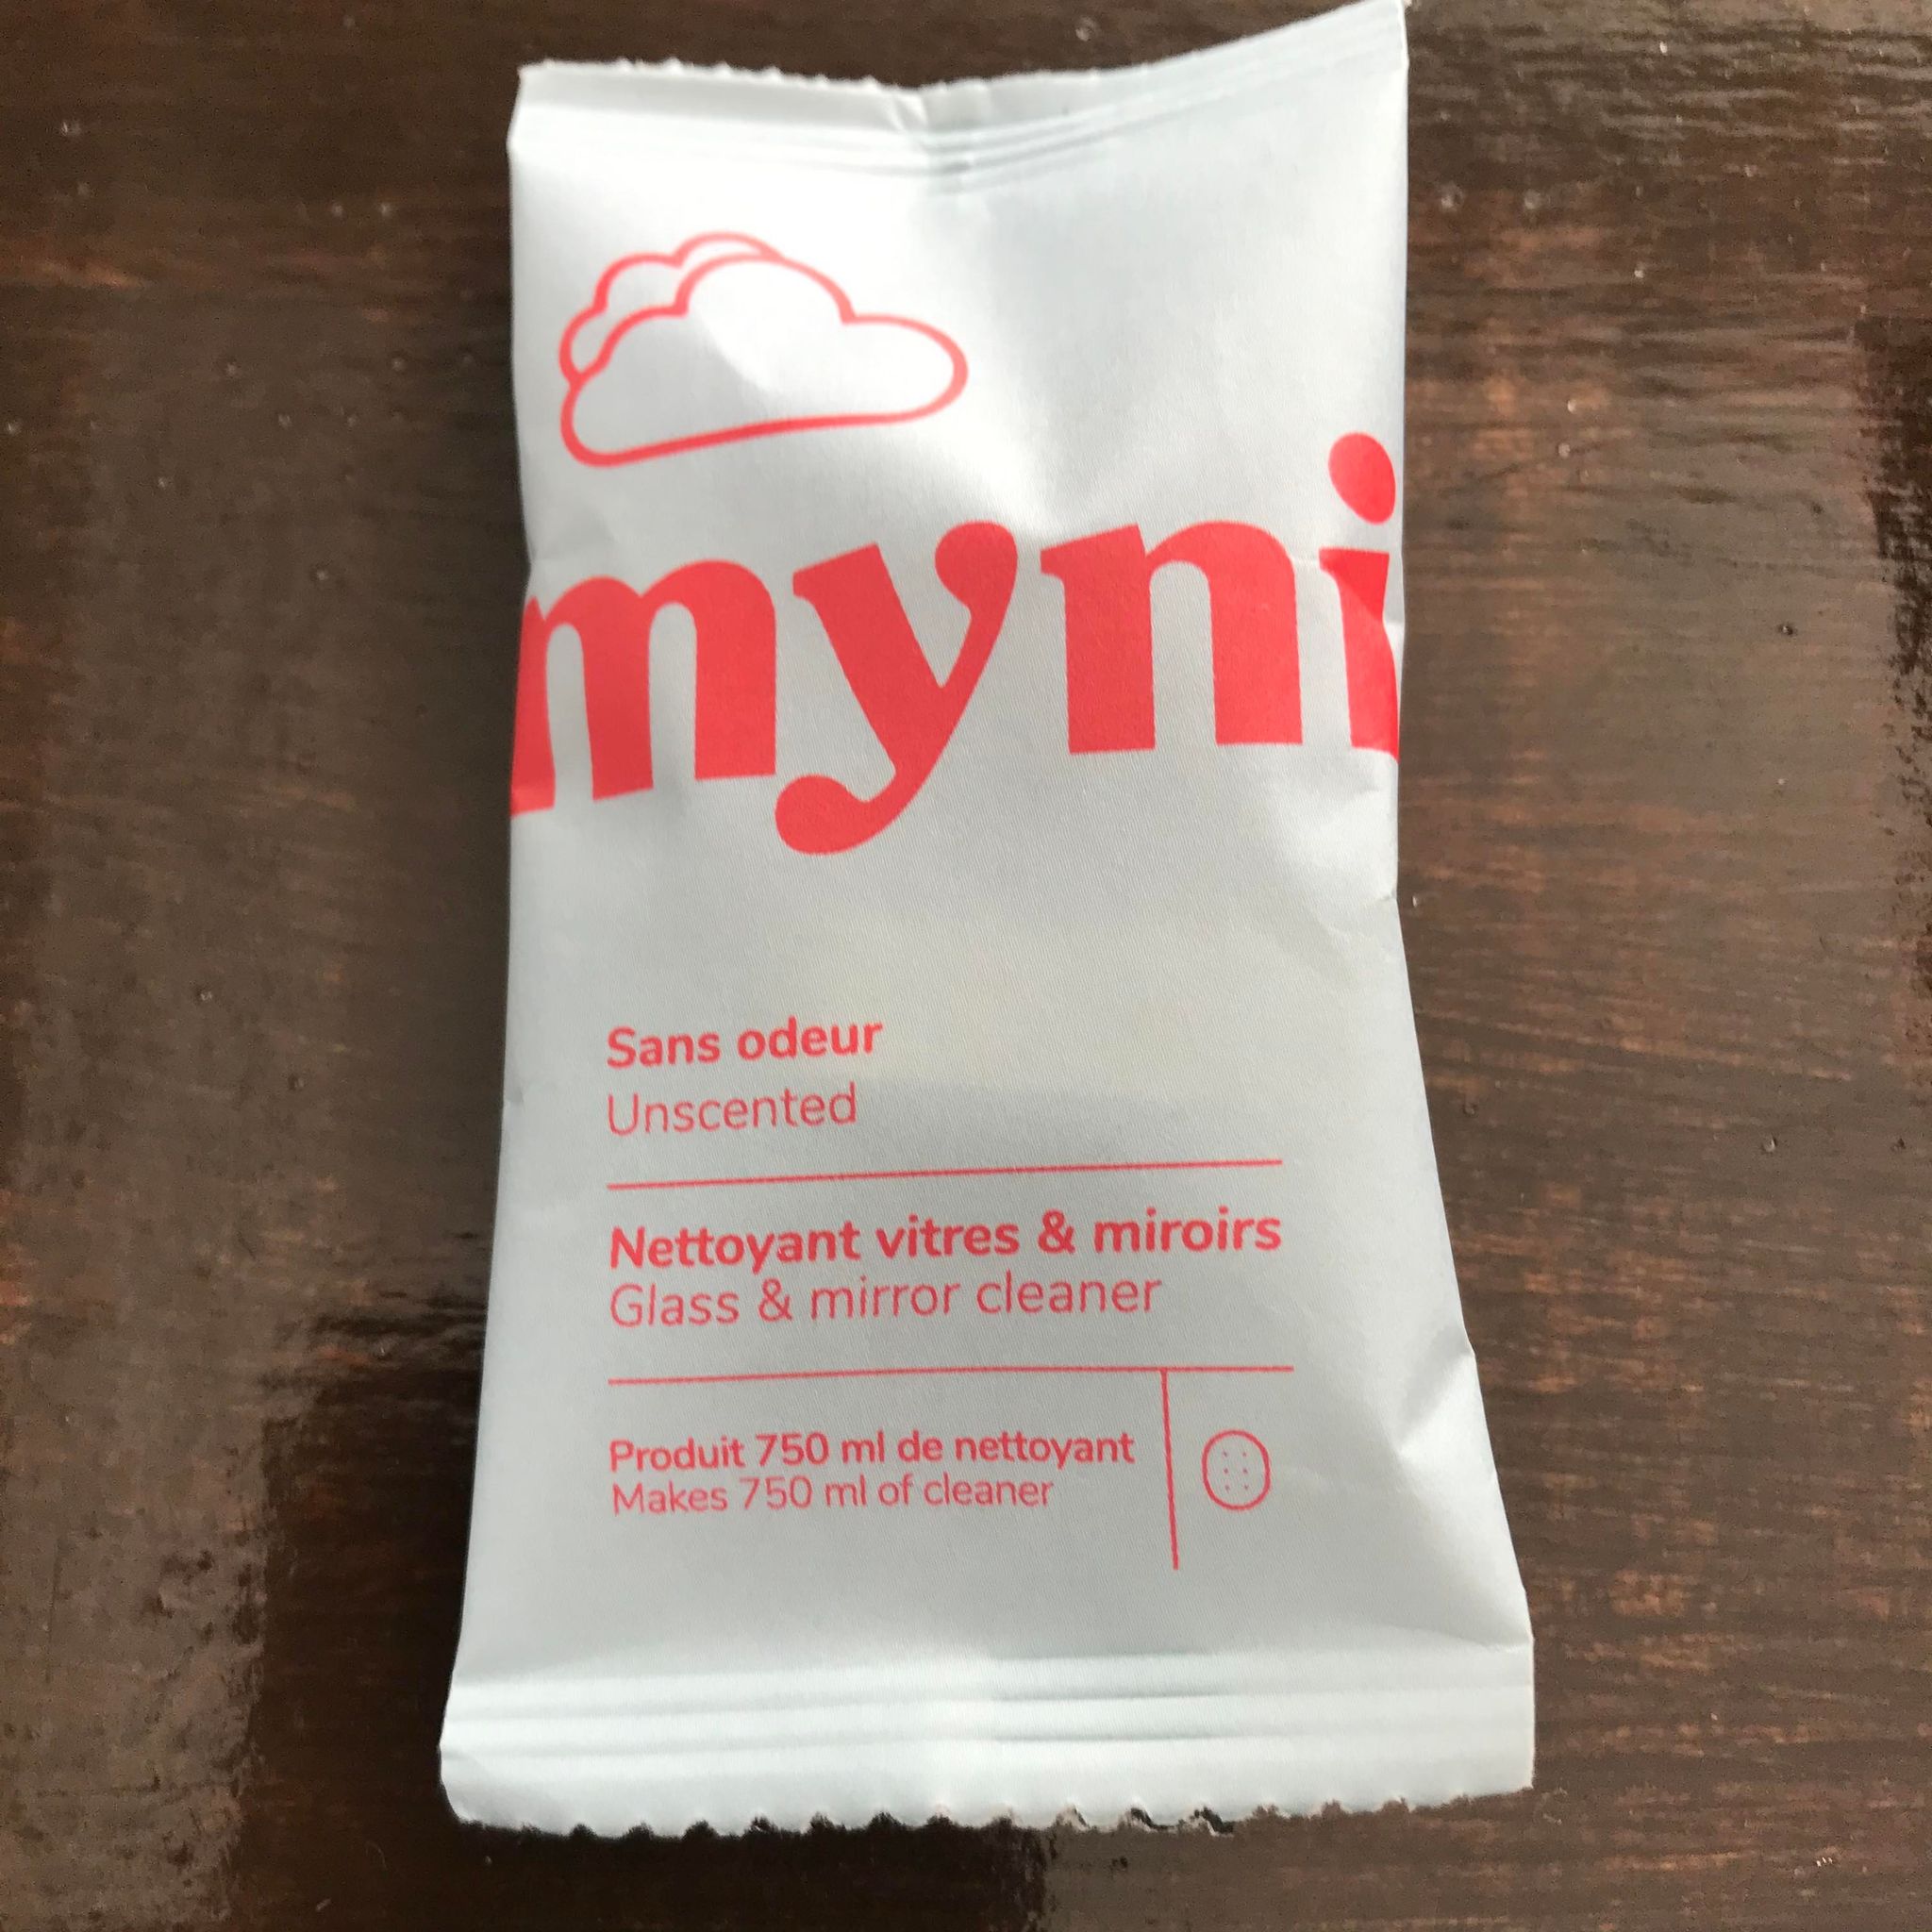 myni
Sans odeur
Unscented
Nettoyant vitres & miroirs
Glass & mirror cleaner
Produit 750 ml de nettoyant
Makes 750 ml of cleaner